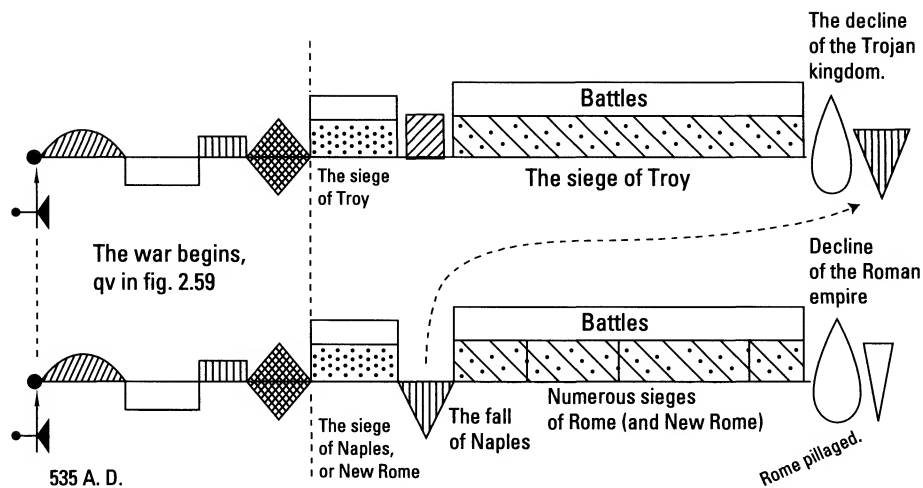 The decline
of the Trojan
kingdom.
Battles
The siege
of Troy
The siege of Troy
The war begins,
qv in fig. 2.59
Decline
of the Roman
empire
Battles
The siege
of Naples,
or New Rome
The fall
of Naples
Numerous sieges
of Rome (and New Rome)
Rome pillaged.
535 A. D.